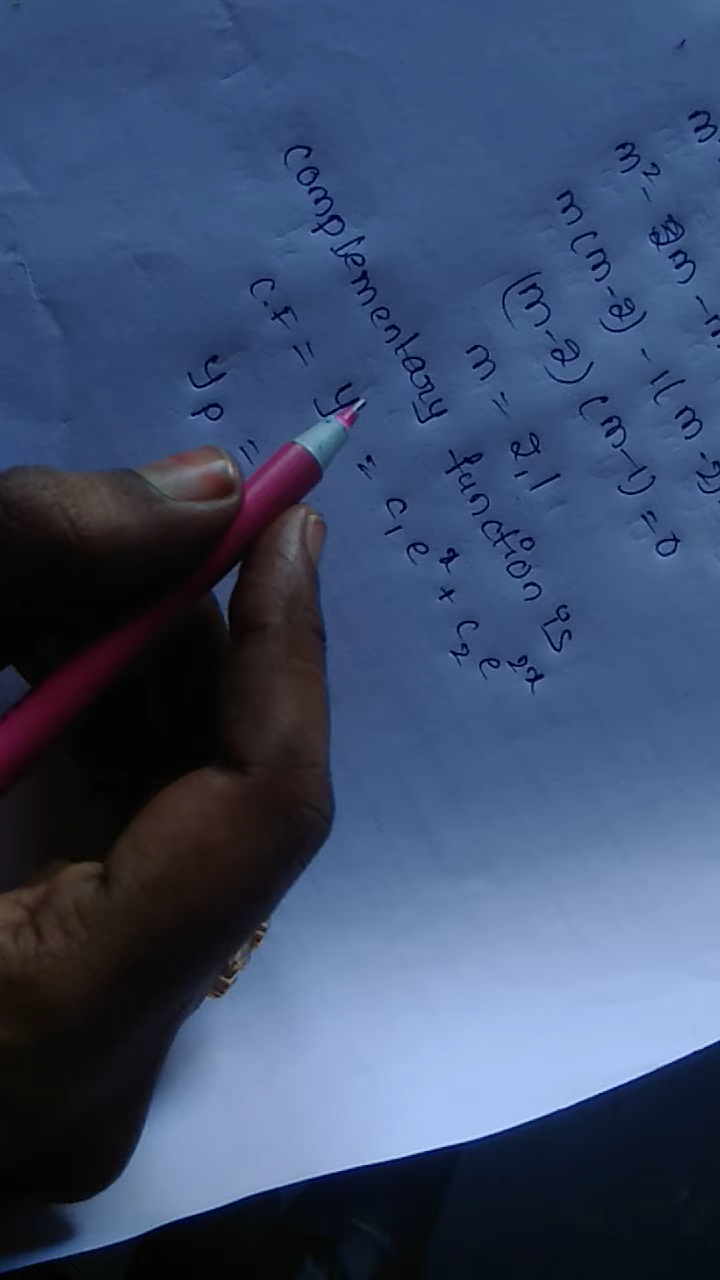 m
m² - 2m - m
m(m-2) - 1(m-2)
(m-2) (m-1) = 0
m = 2,1
complementary function is
C.F = y = c₁eˣ + c₂e²ˣ
yp =